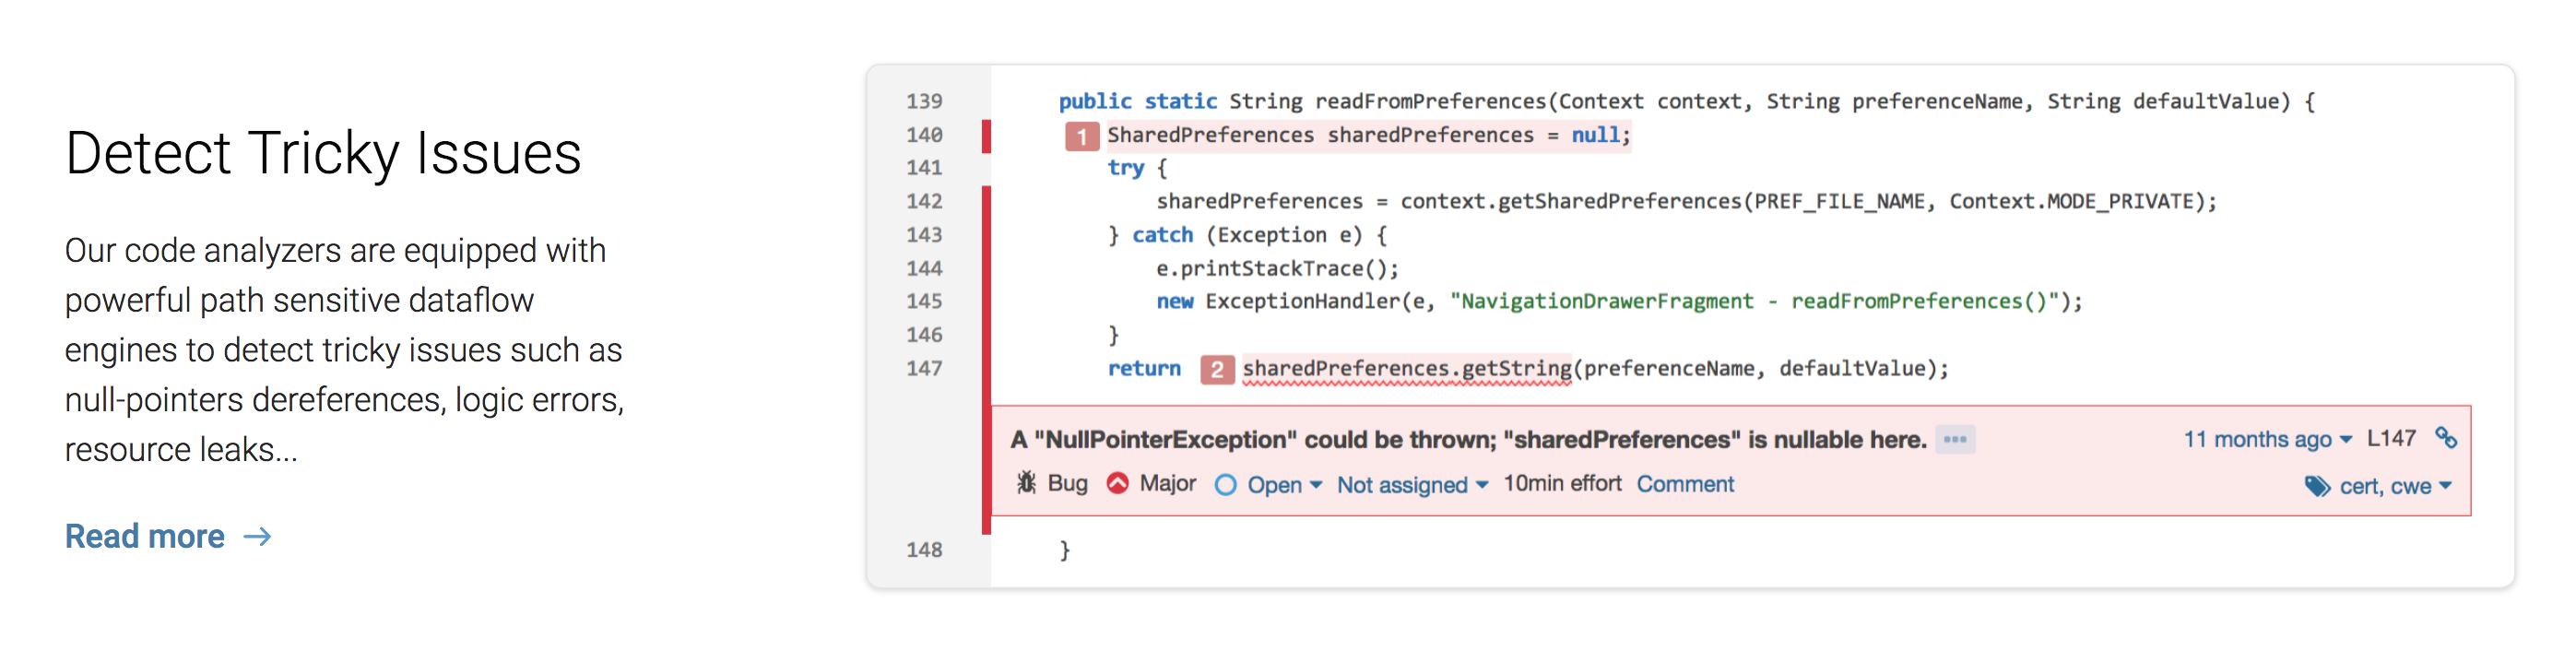 Detect Tricky Issues
Our code analyzers are equipped with
powerful path sensitive dataflow
engines to detect tricky issues such as
null-pointers dereferences, logic errors,
resource leaks...
Read more →
139 public static String readFromPreferences(Context context, String preferenceName, String defaultValue) {
140 1 SharedPreferences sharedPreferences = null;
141 try {
142 sharedPreferences = context.getSharedPreferences(PREF_FILE_NAME, Context.MODE_PRIVATE);
143 } catch (Exception e) {
144 e.printStackTrace();
145 new ExceptionHandler(e, "NavigationDrawerFragment - readFromPreferences()");
146 }
147 return 2 sharedPreferences.getString(preferenceName, defaultValue);
A "NullPointerException" could be thrown; "sharedPreferences" is nullable here. ... 11 months ago L147
Bug Major Open Not assigned 10min effort Comment cert, cwe
148 }